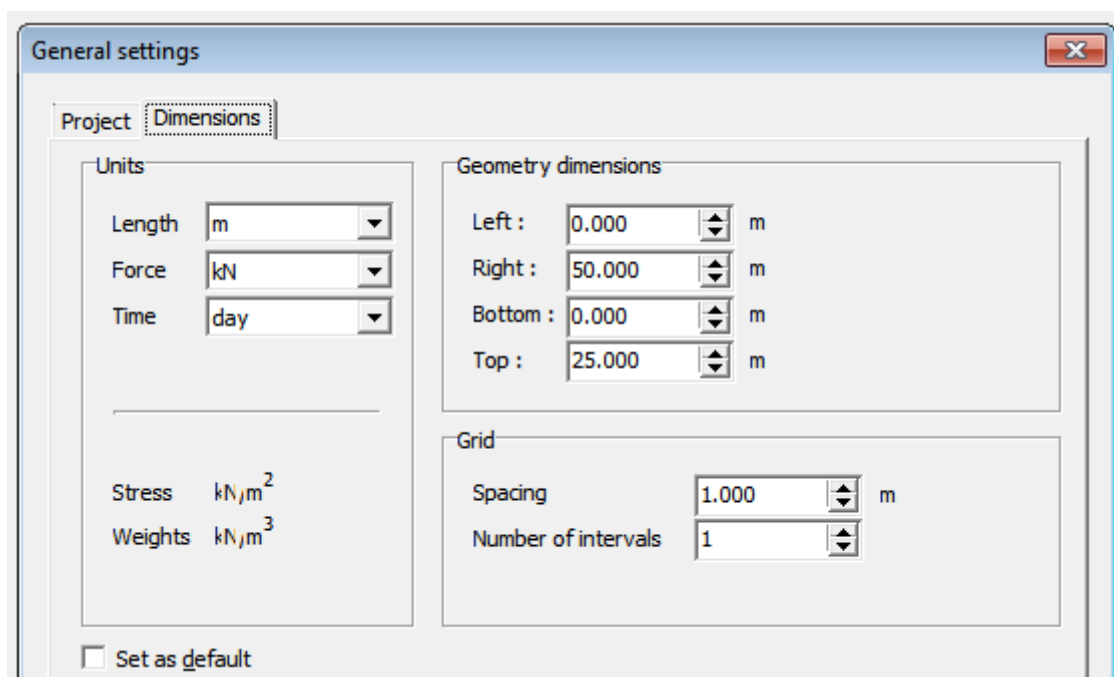 General settings
Project Dimensions
Units
Length m
Force kN
Time day
Stress kN/m²
Weights kN/m³
Geometry dimensions
Left : 0.000 m
Right : 50.000 m
Bottom : 0.000 m
Top : 25.000 m
Grid
Spacing 1.000 m
Number of intervals 1
Set as default